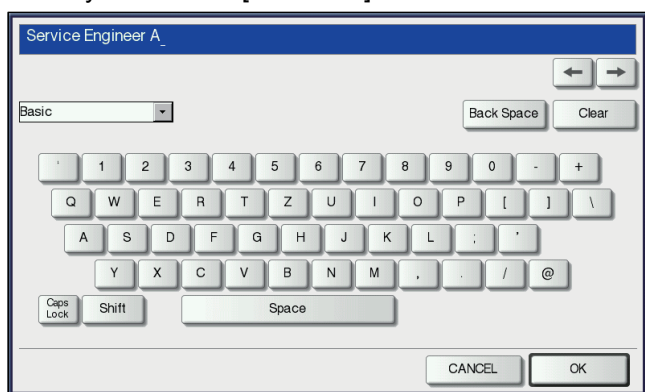 Service Engineer A_
← →
Basic Back Space Clear
' 1 2 3 4 5 6 7 8 9 0 - +
Q W E R T Z U I O P [ ] \
A S D F G H J K L ; '
Y X C V B N M , . / @
Caps Lock Shift Space
CANCEL OK